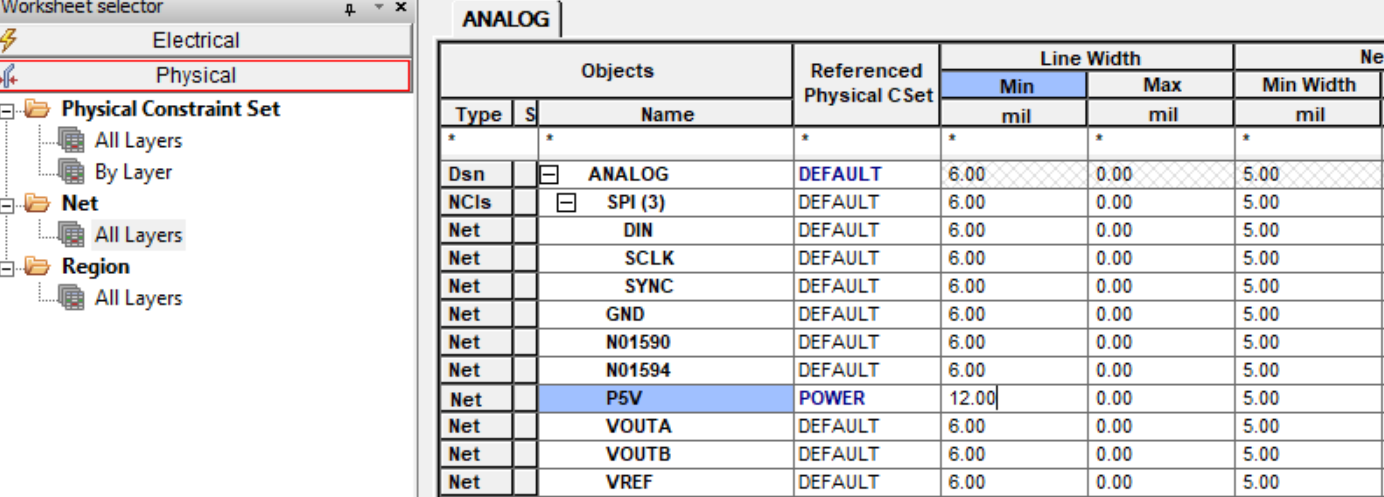 Worksheet selector
Electrical
Physical
Physical Constraint Set
All Layers
By Layer
Net
All Layers
Region
All Layers
ANALOG
Objects Referenced Physical CSet Line Width Ne
Min Max Min Width
Type S Name mil mil mil
* * * * * *
Dsn ANALOG DEFAULT 6.00 0.00 5.00
NCls SPI (3) DEFAULT 6.00 0.00 5.00
Net DIN DEFAULT 6.00 0.00 5.00
Net SCLK DEFAULT 6.00 0.00 5.00
Net SYNC DEFAULT 6.00 0.00 5.00
Net GND DEFAULT 6.00 0.00 5.00
Net N01590 DEFAULT 6.00 0.00 5.00
Net N01594 DEFAULT 6.00 0.00 5.00
Net P5V POWER 12.00 0.00 5.00
Net VOUTA DEFAULT 6.00 0.00 5.00
Net VOUTB DEFAULT 6.00 0.00 5.00
Net VREF DEFAULT 6.00 0.00 5.00